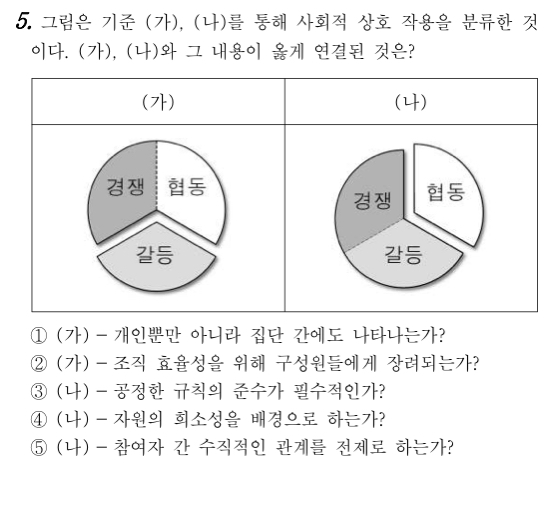 5. 그림은 기준 (가), (나)를 통해 사회적 상호 작용을 분류한 것
이다. (가), (나)와 그 내용이 옳게 연결된 것은?
(가) (나)
경쟁 협동 경쟁 협동
갈등 갈등
① (가) - 개인뿐만 아니라 집단 간에도 나타나는가?
② (가) - 조직 효율성을 위해 구성원들에게 장려되는가?
③ (나) - 공정한 규칙의 준수가 필수적인가?
④ (나) - 자원의 희소성을 배경으로 하는가?
⑤ (나) - 참여자 간 수직적인 관계를 전제로 하는가?